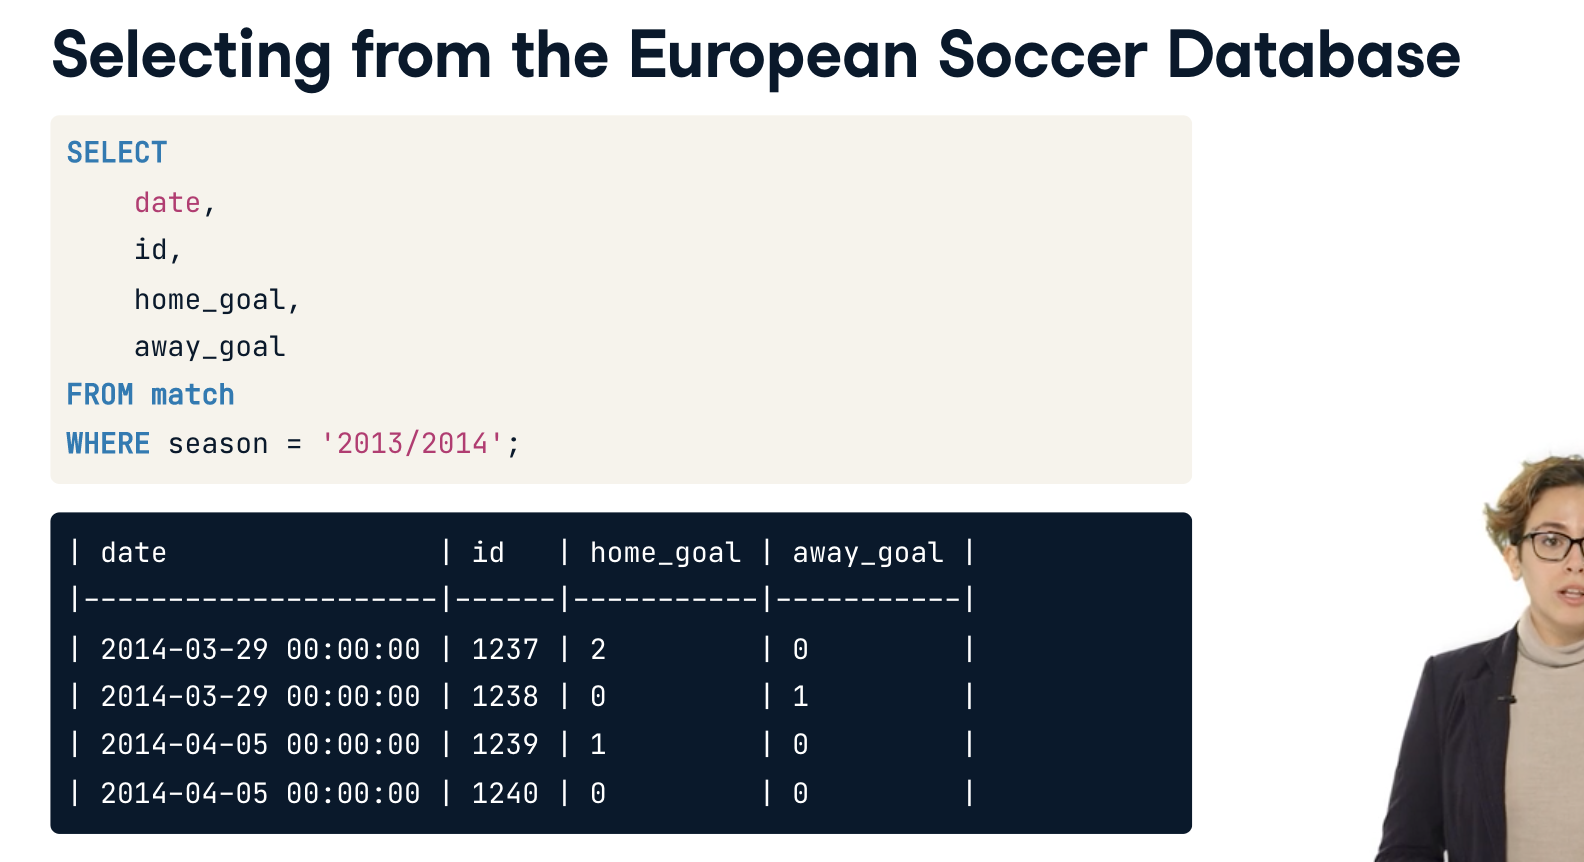 Selecting from the European Soccer Database
SELECT
    date,
    id,
    home_goal,
    away_goal
FROM match
WHERE season = '2013/2014';
| date                | id   | home_goal | away_goal |
|---------------------|------|-----------|-----------|
| 2014-03-29 00:00:00 | 1237 | 2         | 0         |
| 2014-03-29 00:00:00 | 1238 | 0         | 1         |
| 2014-04-05 00:00:00 | 1239 | 1         | 0         |
| 2014-04-05 00:00:00 | 1240 | 0         | 0         |